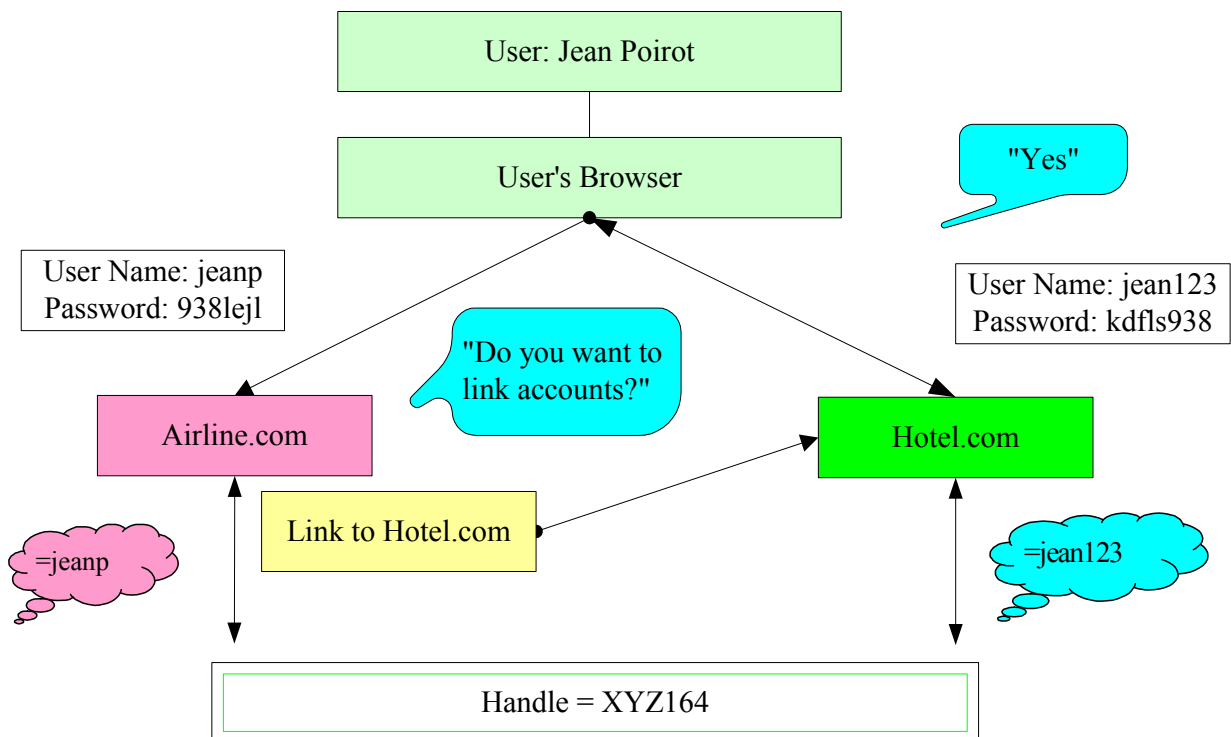 User: Jean Poirot
User's Browser
"Yes"
User Name: jeanp
Password: 938lejl
User Name: jean123
Password: kdfls938
"Do you want to
link accounts?"
Airline.com
Hotel.com
Link to Hotel.com
=jeanp
=jean123
Handle = XYZ164